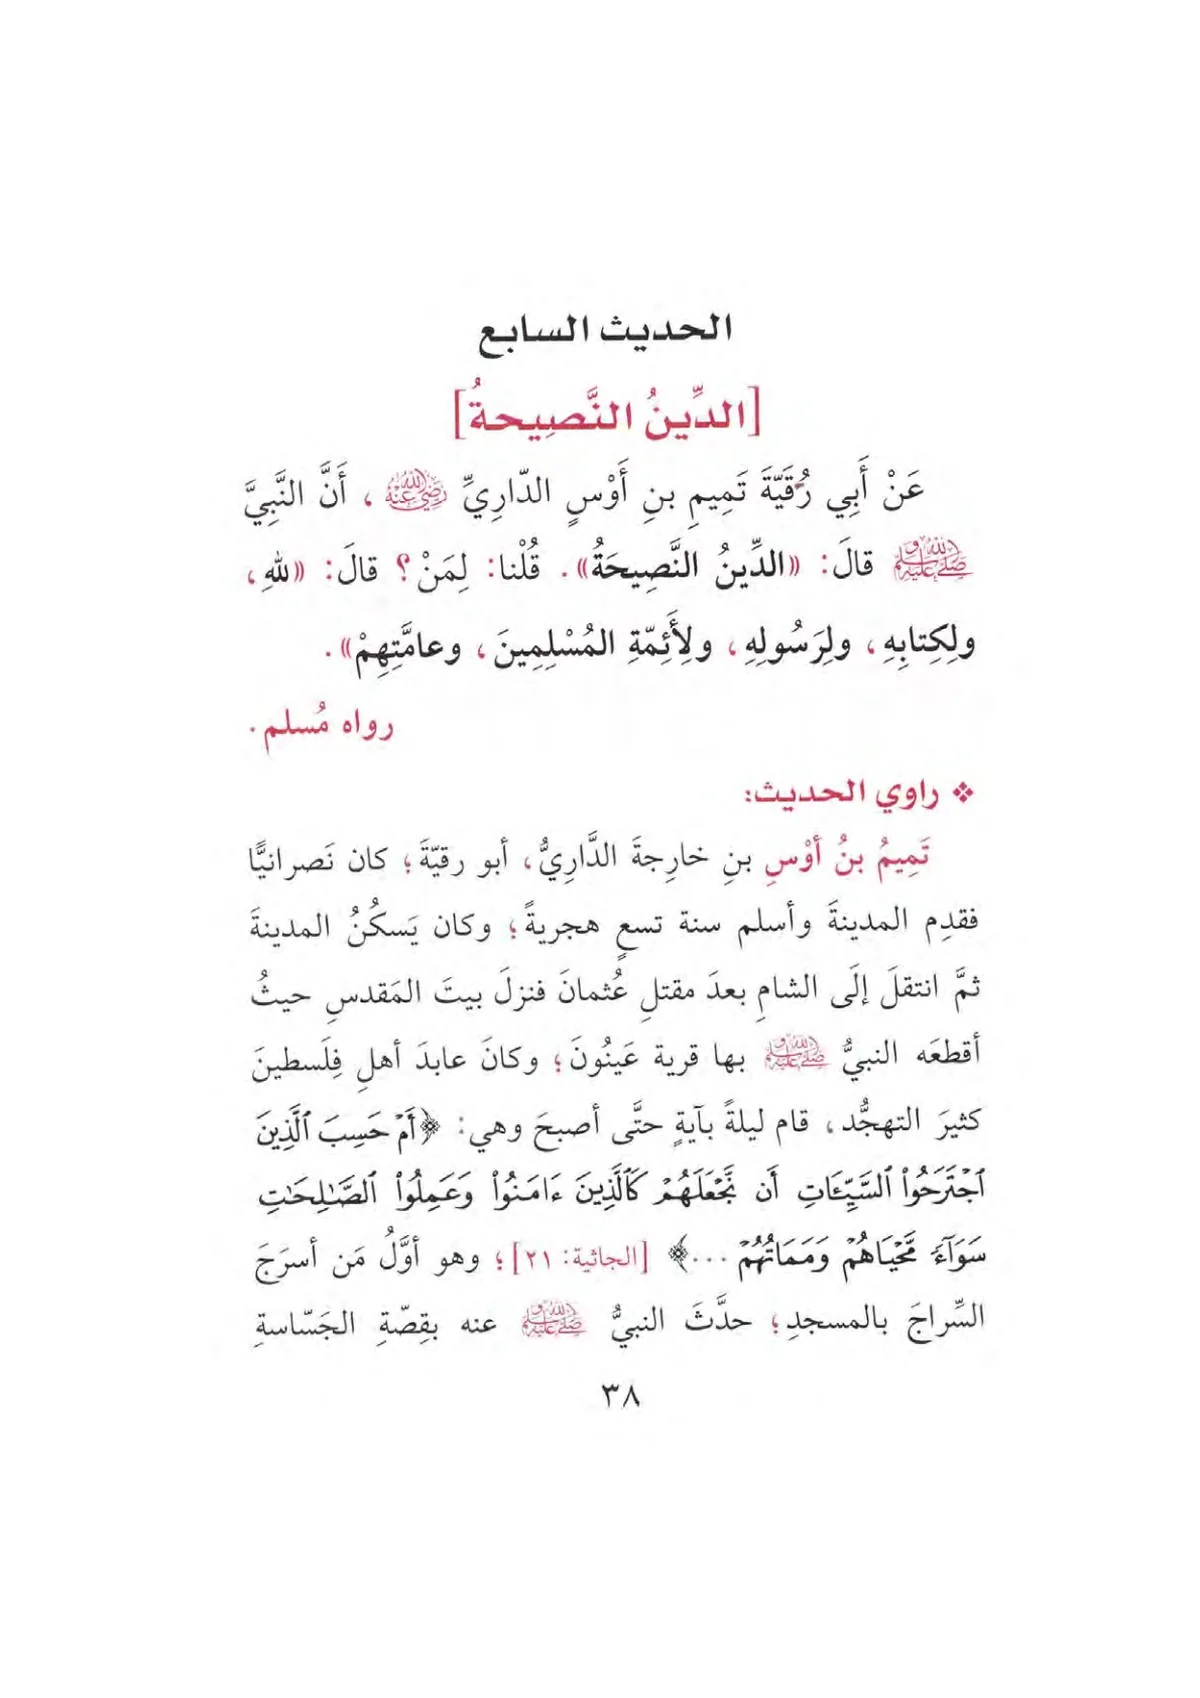 الحديث السابع
[الدِّينُ النَّصِيحةُ]
عَنْ أَبِي رُقَيَّةَ تَمِيمِ بنِ أَوْسٍ الدّارِيِّ رَضِيَ اللهُ عَنْهُ، أَنَّ النَّبِيَّ
ﷺ قالَ: «الدِّينُ النَّصِيحَةُ». قُلْنا: لِمَنْ؟ قالَ: «للهِ،
ولِكِتابِهِ، ولِرَسُولِهِ، ولِأَئِمّةِ المُسْلِمِينَ، وعامَّتِهِمْ».
رواه مُسلم.
❖ راوي الحديث:
تَمِيمُ بنُ أوْسِ بنِ خارِجةَ الدَّارِيُّ، أبو رقيّةَ؛ كان نَصرانيًّا
فقدِم المدينةَ وأسلم سنة تسعٍ هجريةً؛ وكان يَسكُنُ المدينةَ
ثمَّ انتقلَ إلَى الشامِ بعدَ مقتلِ عُثمانَ فنزلَ بيتَ المَقدسِ حيثُ
أقطعَه النبيُّ ﷺ بها قرية عَينُونَ؛ وكانَ عابدَ أهلِ فِلَسطينَ
كثيرَ التهجُّد، قام ليلةً بآيةٍ حتَّى أصبحَ وهي: ﴿أَمْ حَسِبَ ٱلَّذِينَ
ٱجْتَرَحُوا۟ ٱلسَّيِّـَٔاتِ أَن نَّجْعَلَهُمْ كَٱلَّذِينَ ءَامَنُوا۟ وَعَمِلُوا۟ ٱلصَّـٰلِحَـٰتِ
سَوَآءً مَّحْيَاهُمْ وَمَمَاتُهُمْ ...﴾ [الجاثية: ٢١]؛ وهو أوَّلُ مَن أسرَجَ
السِّراجَ بالمسجدِ؛ حدَّثَ النبيُّ ﷺ عنه بقِصّةِ الجَسّاسةِ
٣٨